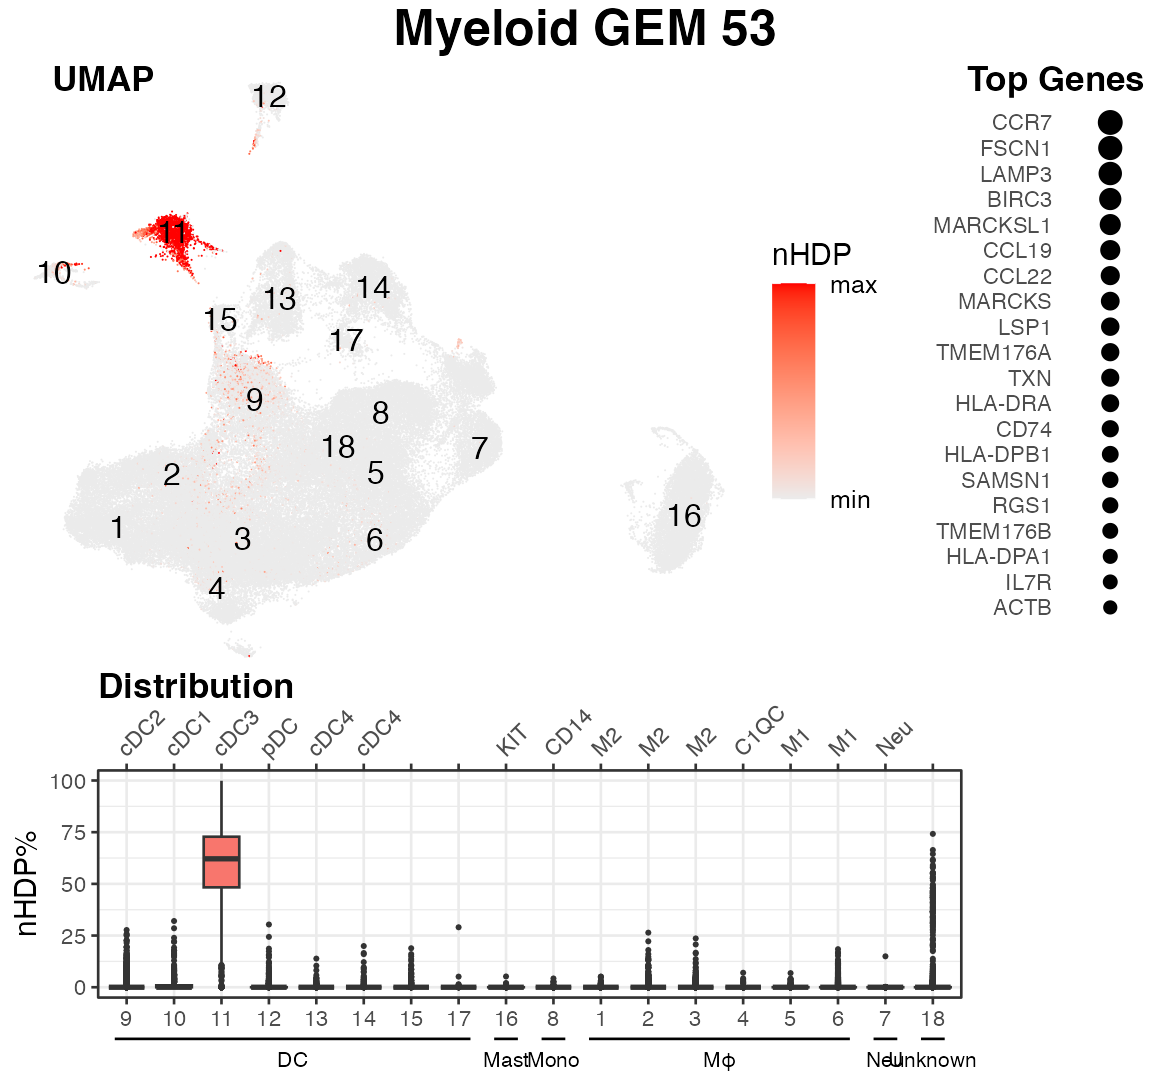 Myeloid GEM 53
UMAP
12
11
10
13
14
15
17
9
8
18
7
2
5
1
3
6
4
16
nHDP
max
min
Top Genes
CCR7
FSCN1
LAMP3
BIRC3
MARCKSL1
CCL19
CCL22
MARCKS
LSP1
TMEM176A
TXN
HLA-DRA
CD74
HLA-DPB1
SAMSN1
RGS1
TMEM176B
HLA-DPA1
IL7R
ACTB
Distribution
cDC2 cDC1 cDC3 pDC cDC4 cDC4 KIT CD14 M2 M2 M2 C1QC M1 M1 Neu
nHDP%
100
75
50
25
0
9 10 11 12 13 14 15 17 16 8 1 2 3 4 5 6 7 18
DC Mast Mono Mφ Neu Unknown